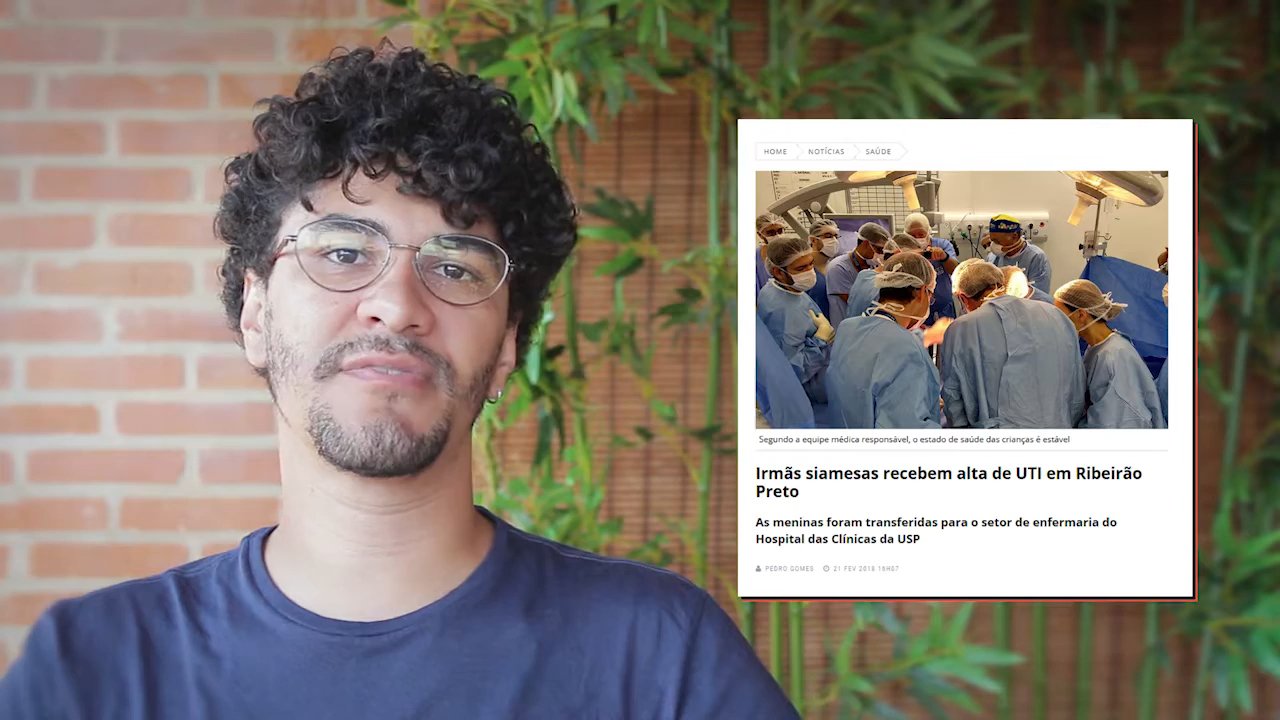 HOME NOTÍCIAS SAÚDE
Segundo a equipe médica responsável, o estado de saúde das crianças é estável
Irmãs siamesas recebem alta de UTI em Ribeirão
Preto
As meninas foram transferidas para o setor de enfermaria do
Hospital das Clínicas da USP
PEDRO GOMES 21 FEV 2018 16H07